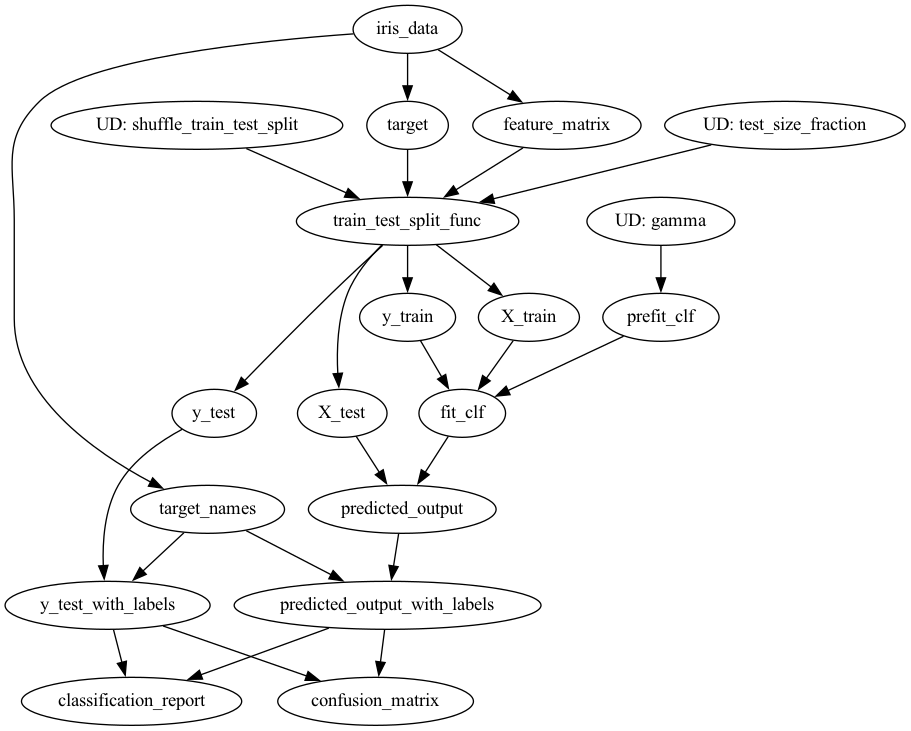 iris_data
UD: shuffle_train_test_split
target
feature_matrix
UD: test_size_fraction
train_test_split_func
UD: gamma
y_train
X_train
prefit_clf
y_test
X_test
fit_clf
target_names
predicted_output
y_test_with_labels
predicted_output_with_labels
classification_report
confusion_matrix